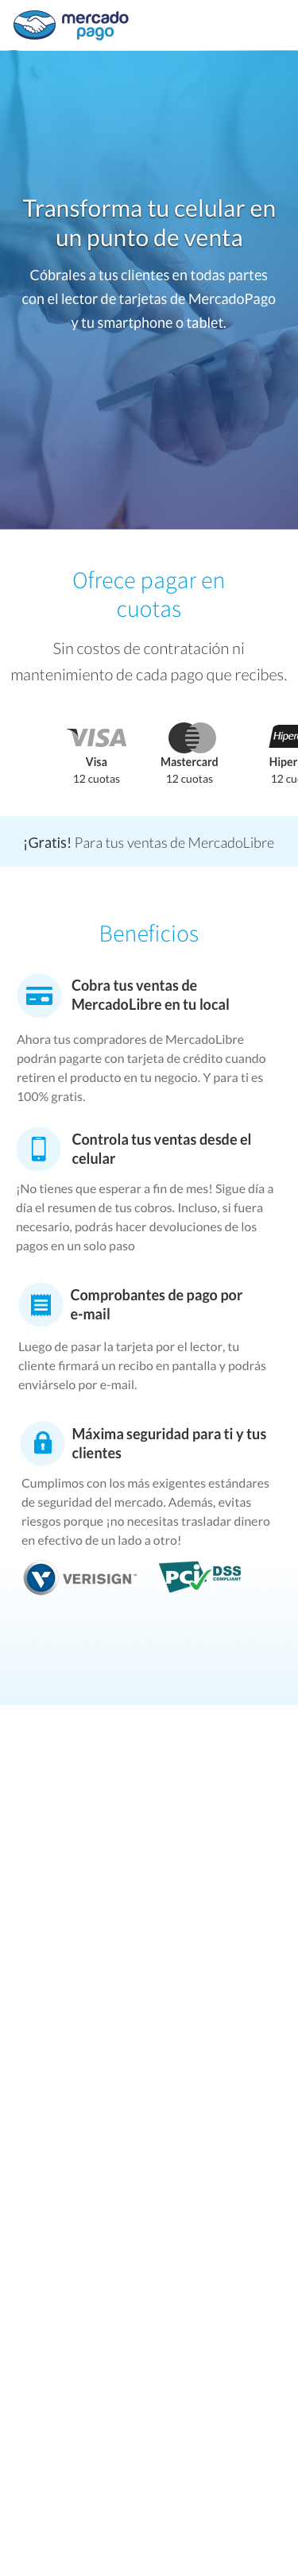 mercado
pago
Transforma tu celular en
un punto de venta
Cóbrales a tus clientes en todas partes
con el lector de tarjetas de MercadoPago
y tu smartphone o tablet.
Ofrece pagar en
cuotas
Sin costos de contratación ni
mantenimiento de cada pago que recibes.
VISA
Visa
12 cuotas
Mastercard
12 cuotas
¡Gratis! Para tus ventas de MercadoLibre
Beneficios
Cobra tus ventas de
MercadoLibre en tu local
Ahora tus compradores de MercadoLibre
podrán pagarte con tarjeta de crédito cuando
retiren el producto en tu negocio. Y para ti es
100% gratis.
Controla tus ventas desde el
celular
¡No tienes que esperar a fin de mes! Sigue día a
día el resumen de tus cobros. Incluso, si fuera
necesario, podrás hacer devoluciones de los
pagos en un solo paso
Comprobantes de pago por
e-mail
Luego de pasar la tarjeta por el lector, tu
cliente firmará un recibo en pantalla y podrás
enviárselo por e-mail.
Máxima seguridad para ti y tus
clientes
Cumplimos con los más exigentes estándares
de seguridad del mercado. Además, evitas
riesgos porque ¡no necesitas trasladar dinero
en efectivo de un lado a otro!
VERISIGN
PCI DSS
COMPLIANT